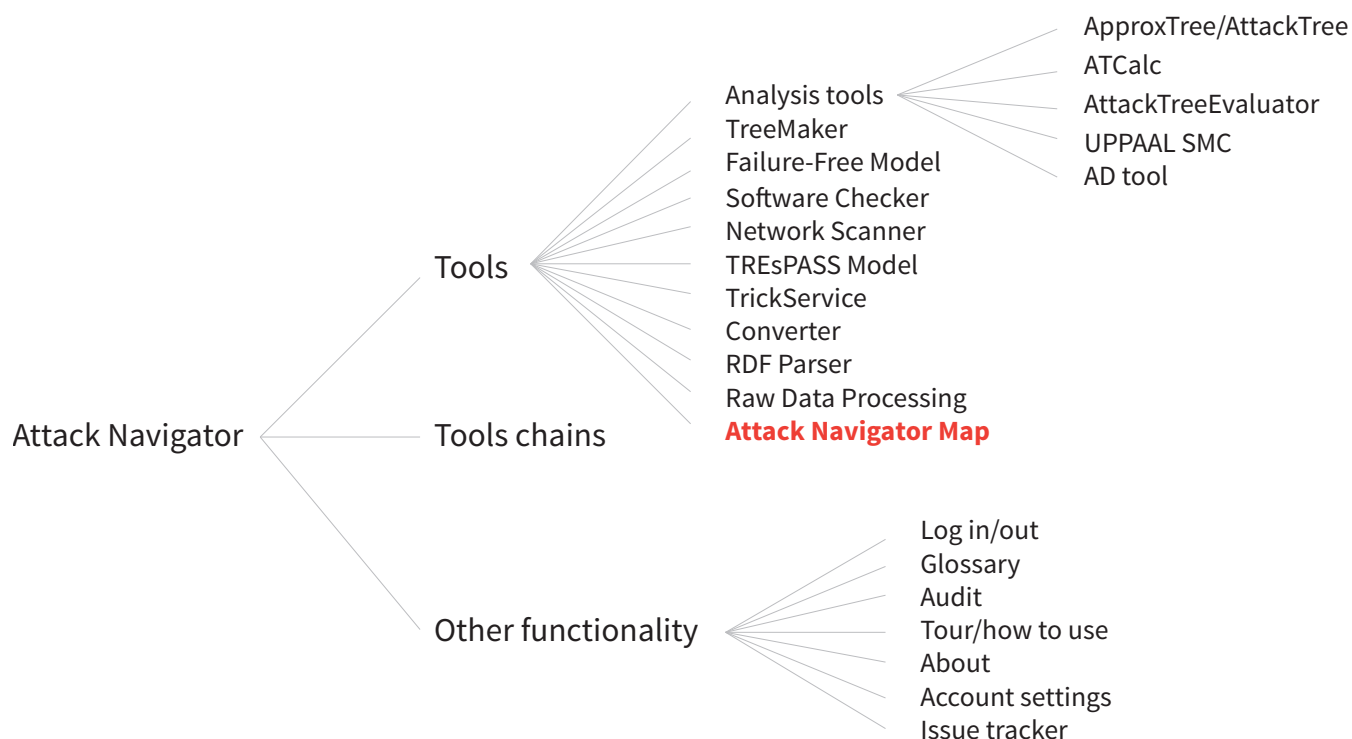 ApproxTree/AttackTree
ATCalc
AttackTreeEvaluator
UPPAAL SMC
AD tool
Analysis tools
TreeMaker
Failure-Free Model
Software Checker
Network Scanner
TREsPASS Model
TrickService
Converter
RDF Parser
Raw Data Processing
Attack Navigator Map
Tools
Attack Navigator
Tools chains
Other functionality
Log in/out
Glossary
Audit
Tour/how to use
About
Account settings
Issue tracker